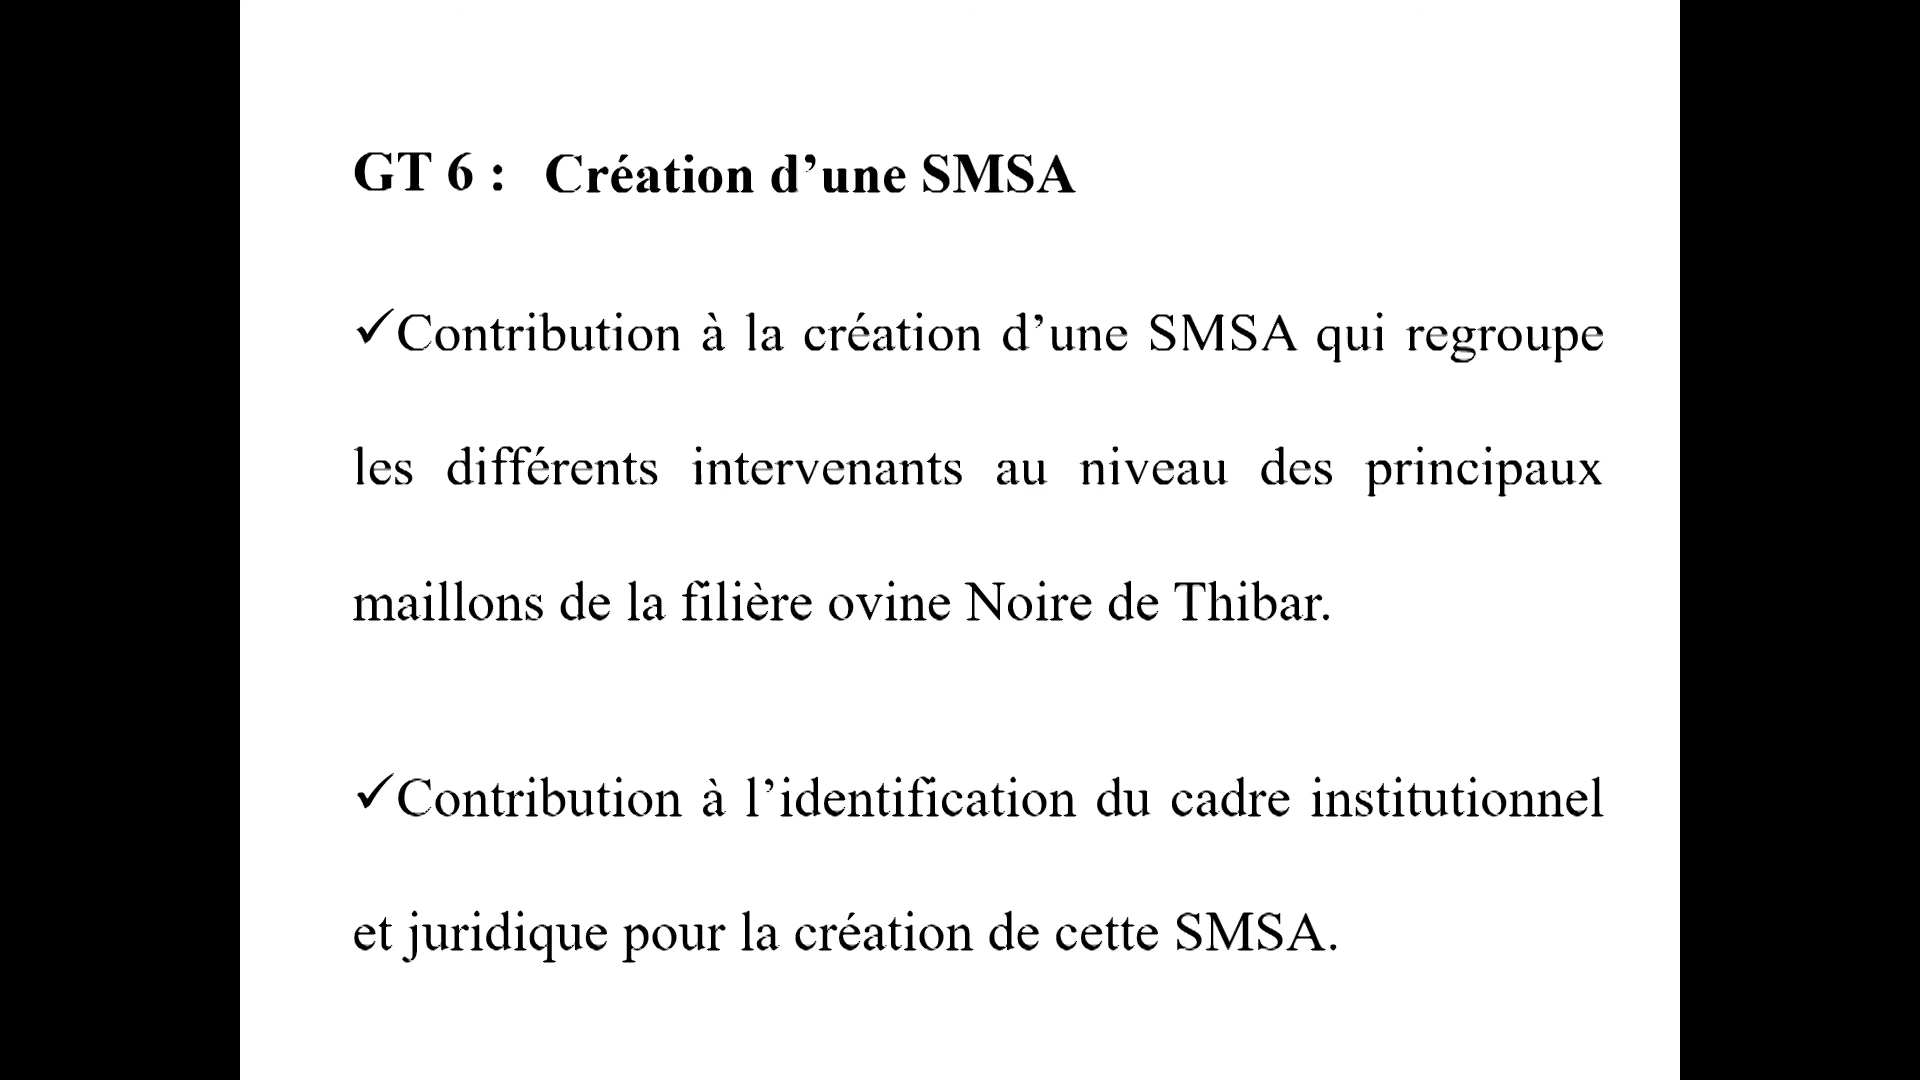 GT 6 : Création d’une SMSA
✓Contribution à la création d’une SMSA qui regroupe
les différents intervenants au niveau des principaux
maillons de la filière ovine Noire de Thibar.
✓Contribution à l’identification du cadre institutionnel
et juridique pour la création de cette SMSA.